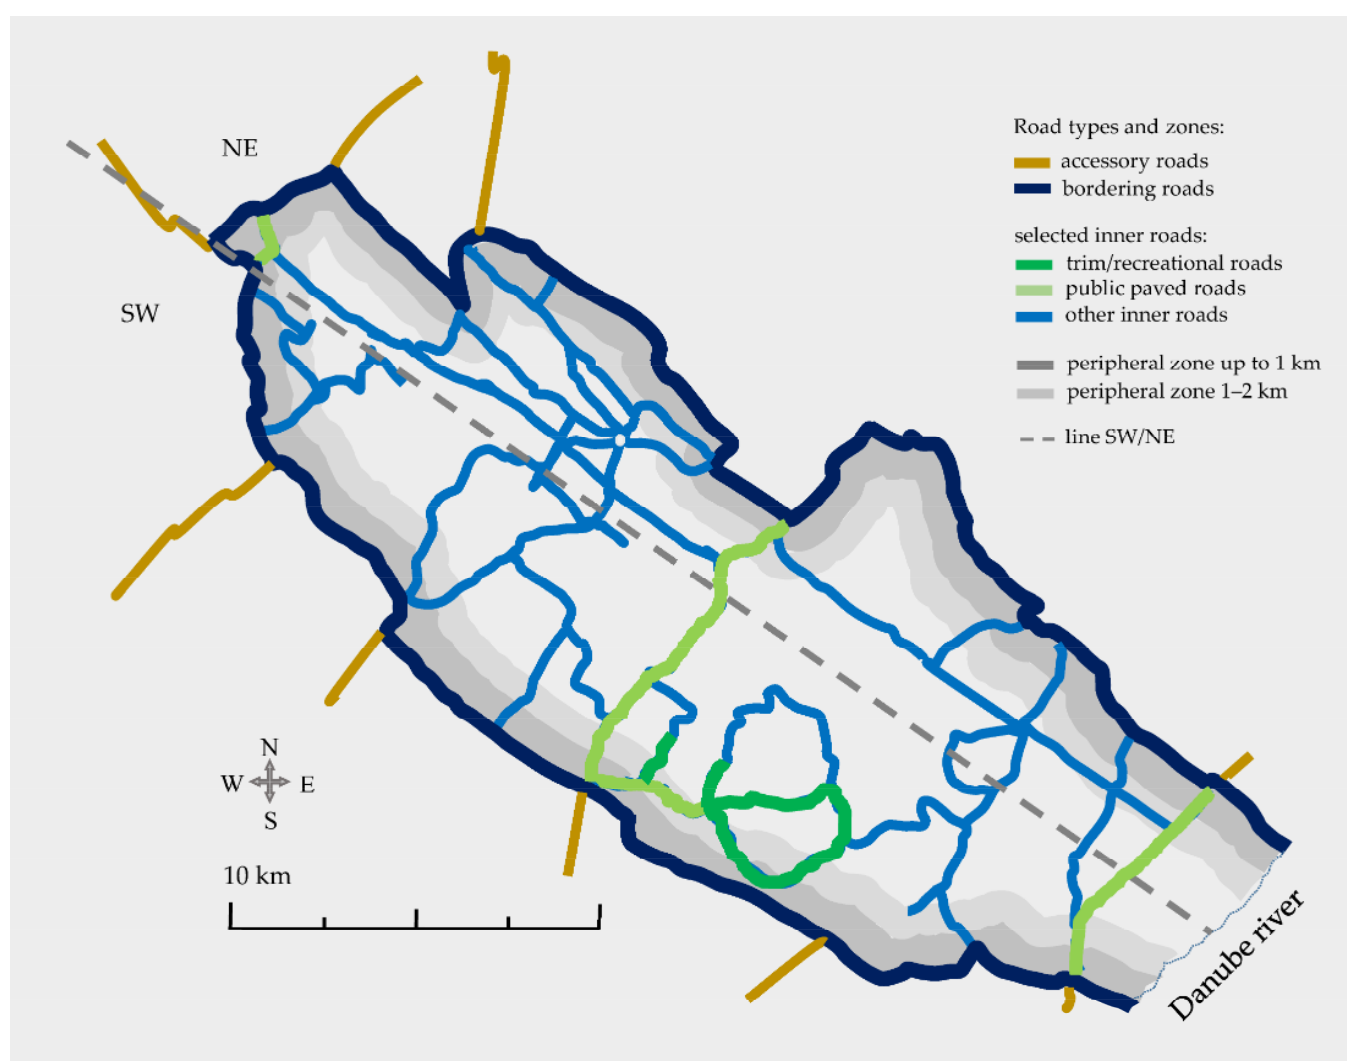 NE
Road types and zones:
accessory roads
bordering roads
selected inner roads:
trim/recreational roads
public paved roads
other inner roads
SW
peripheral zone up to 1 km
peripheral zone 1–2 km
line SW/NE
N
W E
S
10 km
Danube river